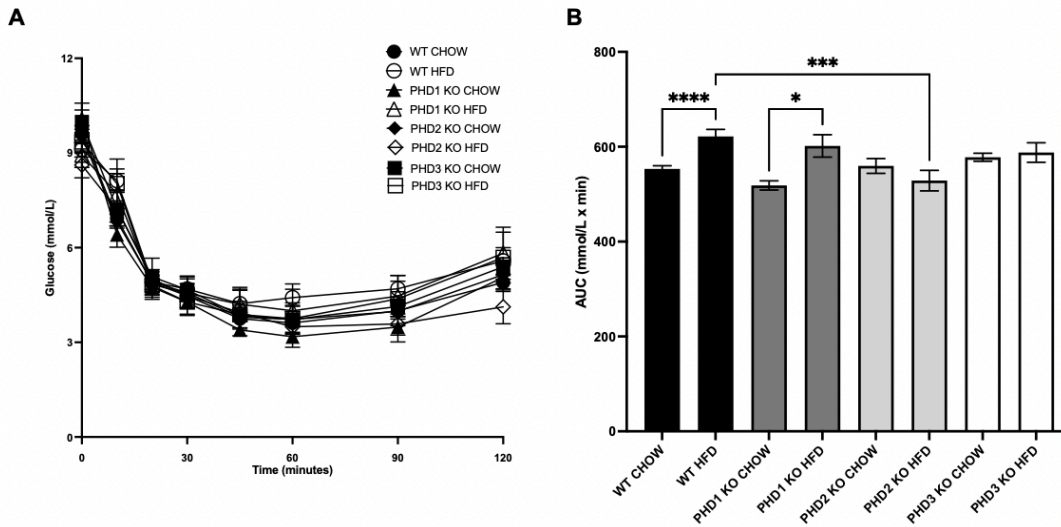 A
WT CHOW
WT HFD
PHD1 KO CHOW
PHD1 KO HFD
PHD2 KO CHOW
PHD2 KO HFD
PHD3 KO CHOW
PHD3 KO HFD
12
9
6
3
0
Glucose (mmol/L)
0 30 60 90 120
Time (minutes)
B
800
600
400
200
0
AUC (mmol/L x min)
****
*
***
WT CHOW
WT HFD
PHD1 KO CHOW
PHD1 KO HFD
PHD2 KO CHOW
PHD2 KO HFD
PHD3 KO CHOW
PHD3 KO HFD